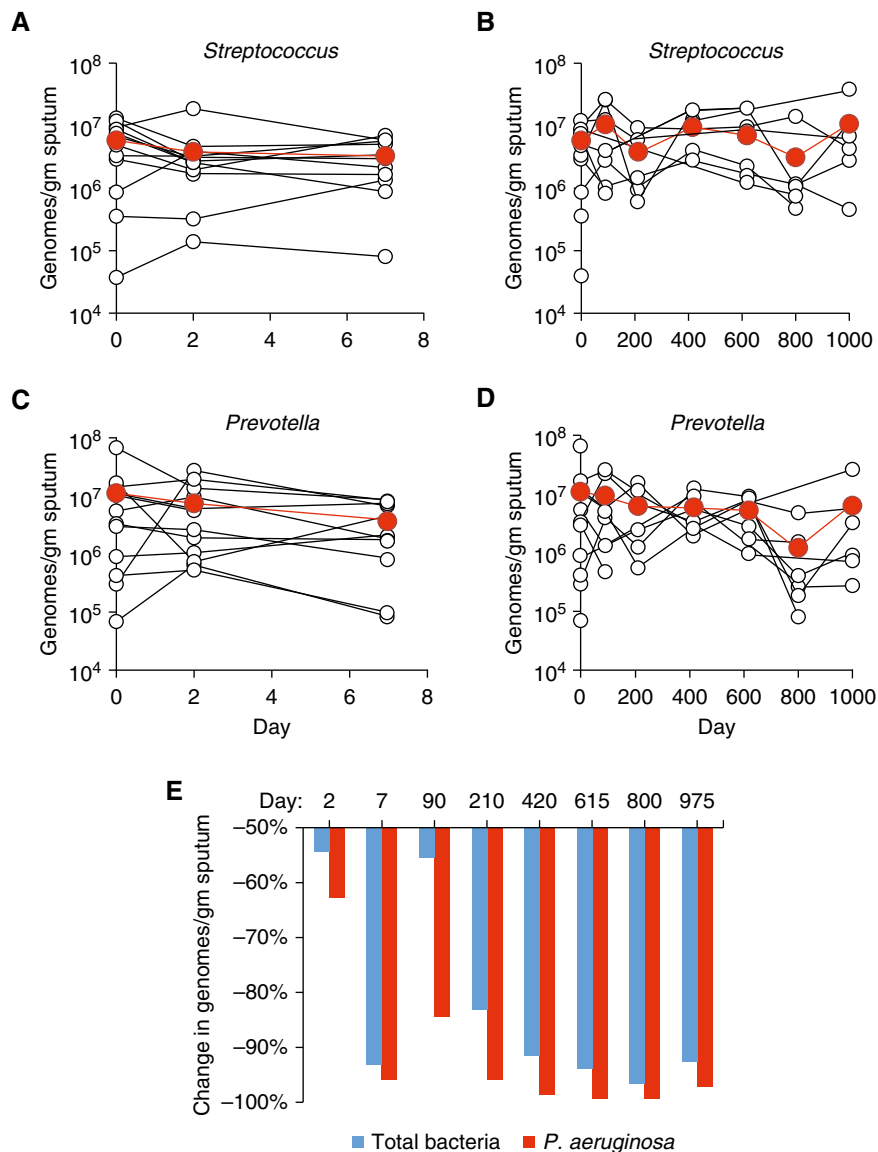 A
Streptococcus
Genomes/gm sputum
10⁸
10⁷
10⁶
10⁵
10⁴
0 2 4 6 8
B
Streptococcus
Genomes/gm sputum
10⁸
10⁷
10⁶
10⁵
10⁴
0 200 400 600 800 1000
C
Prevotella
Genomes/gm sputum
10⁸
10⁷
10⁶
10⁵
10⁴
0 2 4 6 8
Day
D
Prevotella
Genomes/gm sputum
10⁸
10⁷
10⁶
10⁵
10⁴
0 200 400 600 800 1000
Day
E
Day: 2 7 90 210 420 615 800 975
Change in genomes/gm sputum
–50%
–60%
–70%
–80%
–90%
–100%
Total bacteria P. aeruginosa